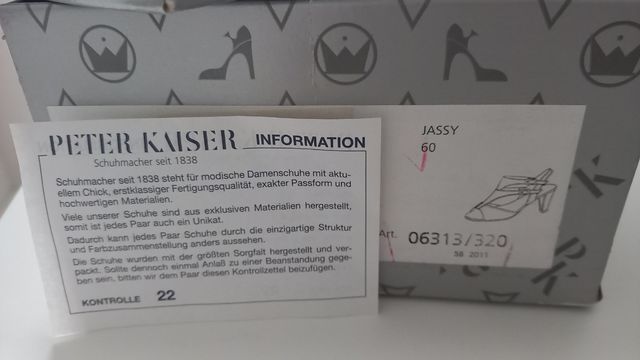 PETER KAISER INFORMATION
Schuhmacher seit 1838
Schuhmacher seit 1838 steht für modische Damenschuhe mit aktu-
ellem Chick, erstklassiger Fertigungsqualität, exakter Passform und
hochwertigen Materialien.
Viele unserer Schuhe sind aus exklusiven Materialien hergestellt,
somit ist jedes Paar auch ein Unikat.
Dadurch kann jedes Paar Schuhe durch die einzigartige Struktur
und Farbzusammenstellung anders aussehen.
Die Schuhe wurden mit der größten Sorgfalt hergestellt und ver-
packt. Sollte dennoch einmal Anlaß zu einer Beanstandung gege-
ben sein, bitten wir dem Paar diesen Kontrollzettel beizufügen.
KONTROLLE 22
JASSY
60
Art. 06313/320
38 2011